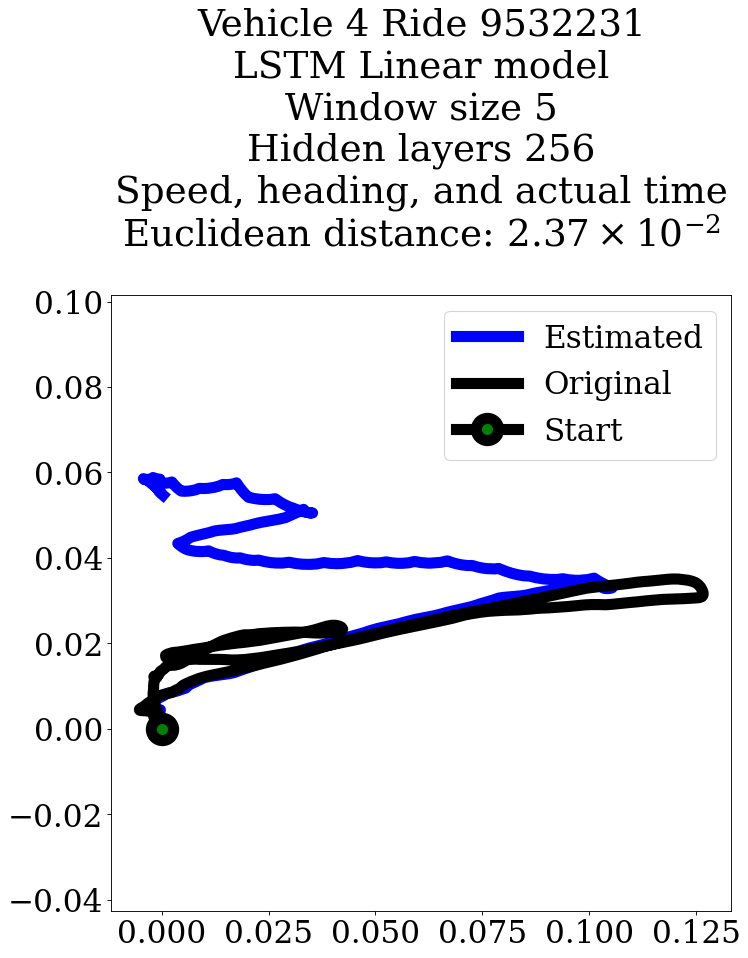 Vehicle 4 Ride 9532231
LSTM Linear model
Window size 5
Hidden layers 256
Speed, heading, and actual time
Euclidean distance: 2.37 × 10⁻²
0.10
0.08
0.06
0.04
0.02
0.00
−0.02
−0.04
Estimated
Original
Start
0.000 0.025 0.050 0.075 0.100 0.125